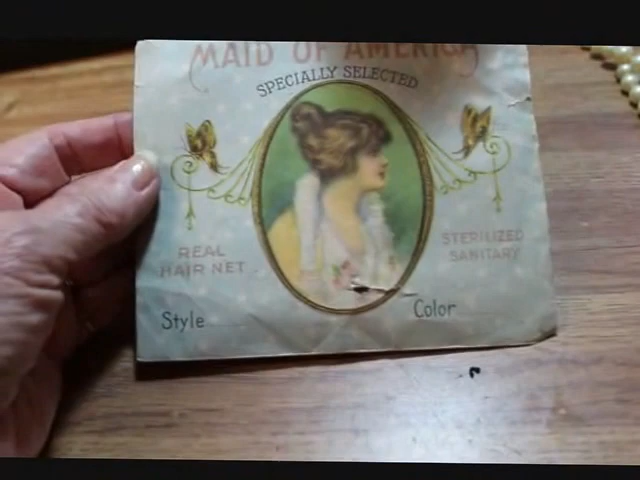 MAID OF AMERICA
SPECIALLY SELECTED
REAL
HAIR NET
STERILIZED
SANITARY
Style
Color